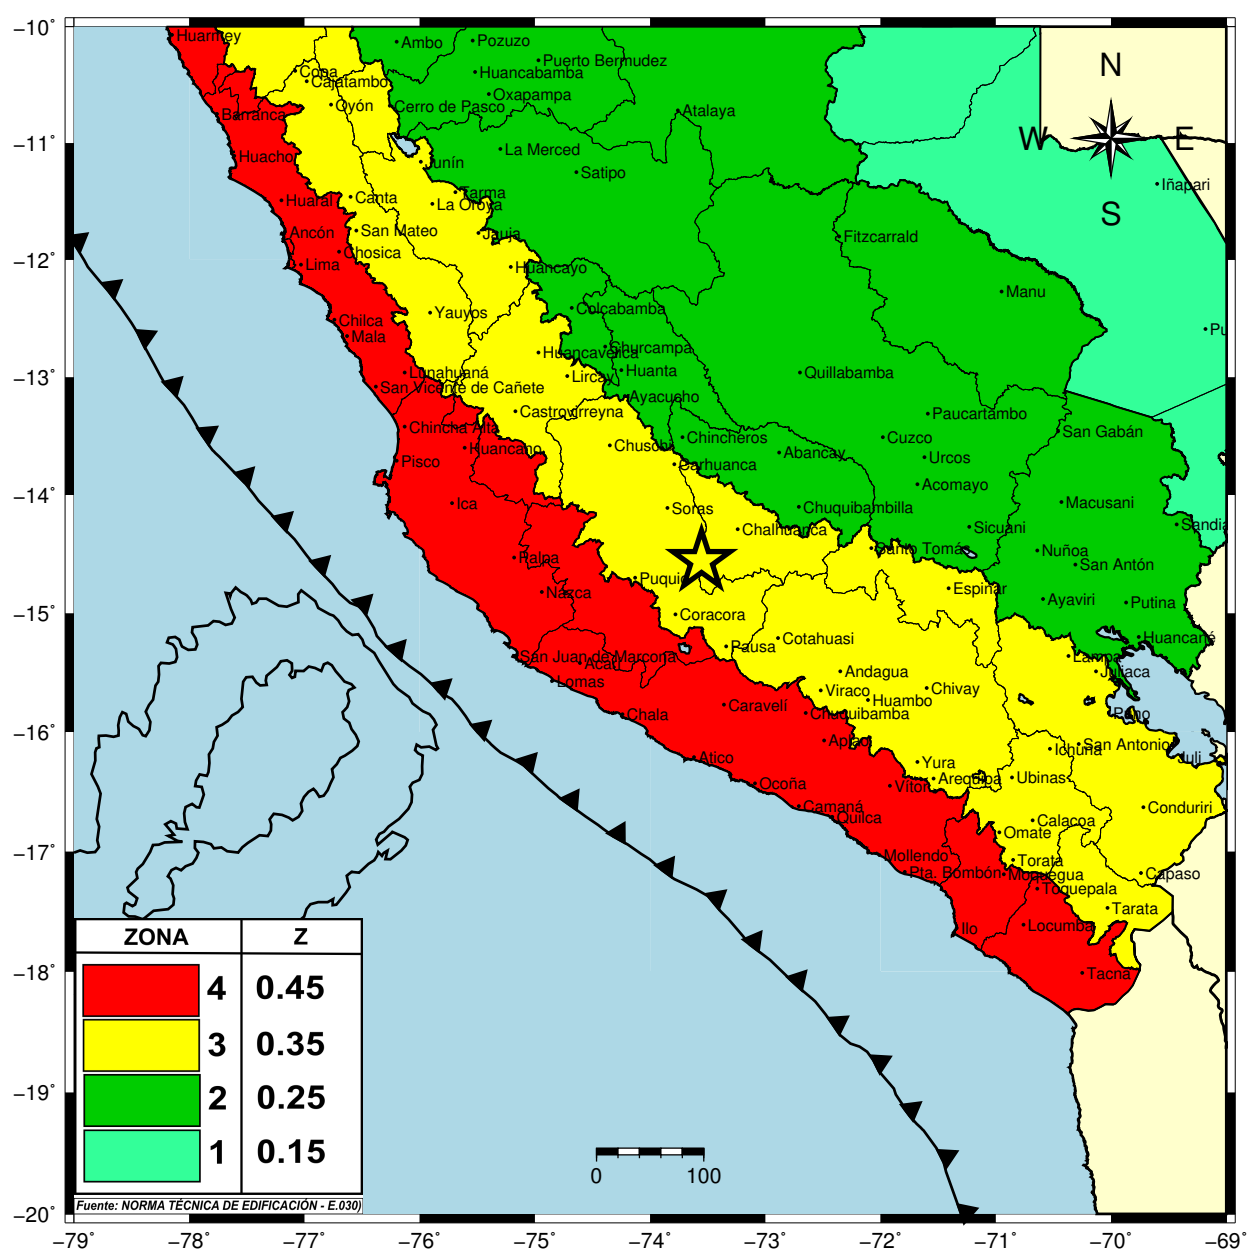 −10°
−11°
−12°
−13°
−14°
−15°
−16°
−17°
−18°
−19°
−20°
−79
−78
−77
−76
−75
−74
−73
−72
−71
−70
−69°
N
W
E
S
Huarmey
Ambo
Pozuzo
Puerto Bermudez
Copa
Cajatambo
Huancabamba
Oxapampa
Oyón
Cerro de Pasco
Barranca
Atalaya
Huacho
Junín
La Merced
Satipo
Iñapari
Huaral
Canta
Tarma
La Oroya
Ancón
San Mateo
Jauja
Fitzcarrald
Chosica
Lima
Huancayo
Manu
Chilca
Mala
Yauyos
Colcabamba
Pu
Huancavelica
Churcampa
Lunahuaná
Lircay
Huanta
Quillabamba
San Vicente de Cañete
Ayacucho
Castrovirreyna
Paucartambo
Chincha Alta
Chuschi
Chincheros
Cuzco
San Gabán
Huancano
Abancay
Urcos
Pisco
Carhuanca
Acomayo
Ica
Soras
Chuquibambilla
Macusani
Chalhuanca
Sicuani
Sandia
Palpa
Santo Tomás
Nuñoa
San Antón
Puquio
Espinar
Nazca
Coracora
Ayaviri
Putina
Cotahuasi
Huancané
San Juan de Marcona
Acarí
Pausa
Lampa
Juliaca
Lomas
Andagua
Viraco
Huambo
Chivay
Chala
Caravelí
Chuquibamba
Puno
Aplao
Ichuña
San Antonio
Juli
Atico
Yura
Ocoña
Vítor
Arequipa
Ubinas
Camaná
Quilca
Calacoa
Omate
Conduriri
Mollendo
Torata
Pta. Bombón
Moquegua
Capaso
Toquepala
Tarata
Ilo
Locumba
Tacna
ZONA Z
4 0.45
3 0.35
2 0.25
1 0.15
Fuente: NORMA TÉCNICA DE EDIFICACIÓN - E.030)
0 100